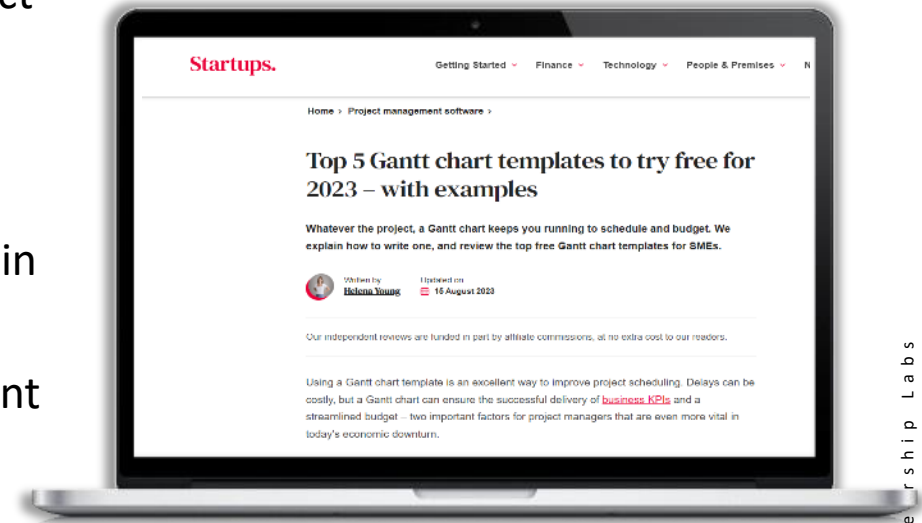 ct
in
nt
Startups.
Getting Started Finance Technology People & Premises N
Home > Project management software >
Top 5 Gantt chart templates to try free for
2023 – with examples
Whatever the project, a Gantt chart keeps you running to schedule and budget. We
explain how to write one, and review the top free Gantt chart templates for SMEs.
Written by
Helena Young
Updated on
15 August 2023
Our independent reviews are funded in part by affiliate commissions, at no extra cost to our readers.
Using a Gantt chart template is an excellent way to improve project scheduling. Delays can be
costly, but a Gantt chart can ensure the successful delivery of business KPIs and a
streamlined budget – two important factors for project managers that are even more vital in
today's economic downturn.
ership Labs